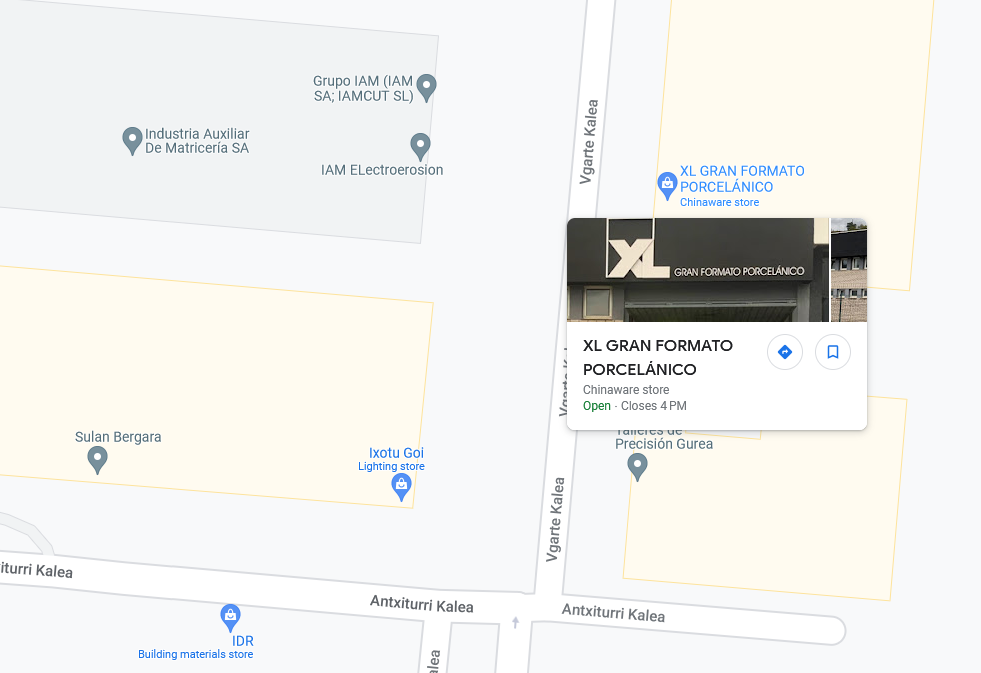 Grupo IAM (IAM
SA; IAMCUT SL)
Industria Auxiliar
De Matricería SA
IAM ELectroerosion
Vgarte Kalea
XL GRAN FORMATO
PORCELÁNICO
Chinaware store
XL
GRAN FORMATO PORCELÁNICO
XL GRAN FORMATO
PORCELÁNICO
Chinaware store
Open · Closes 4 PM
Vgarte Kal
Talleres de
Precisión Gurea
Sulan Bergara
Ixotu Goi
Lighting store
Vgarte Kalea
iturri Kalea
Antxiturri Kalea
Antxiturri Kalea
IDR
Building materials store
alea